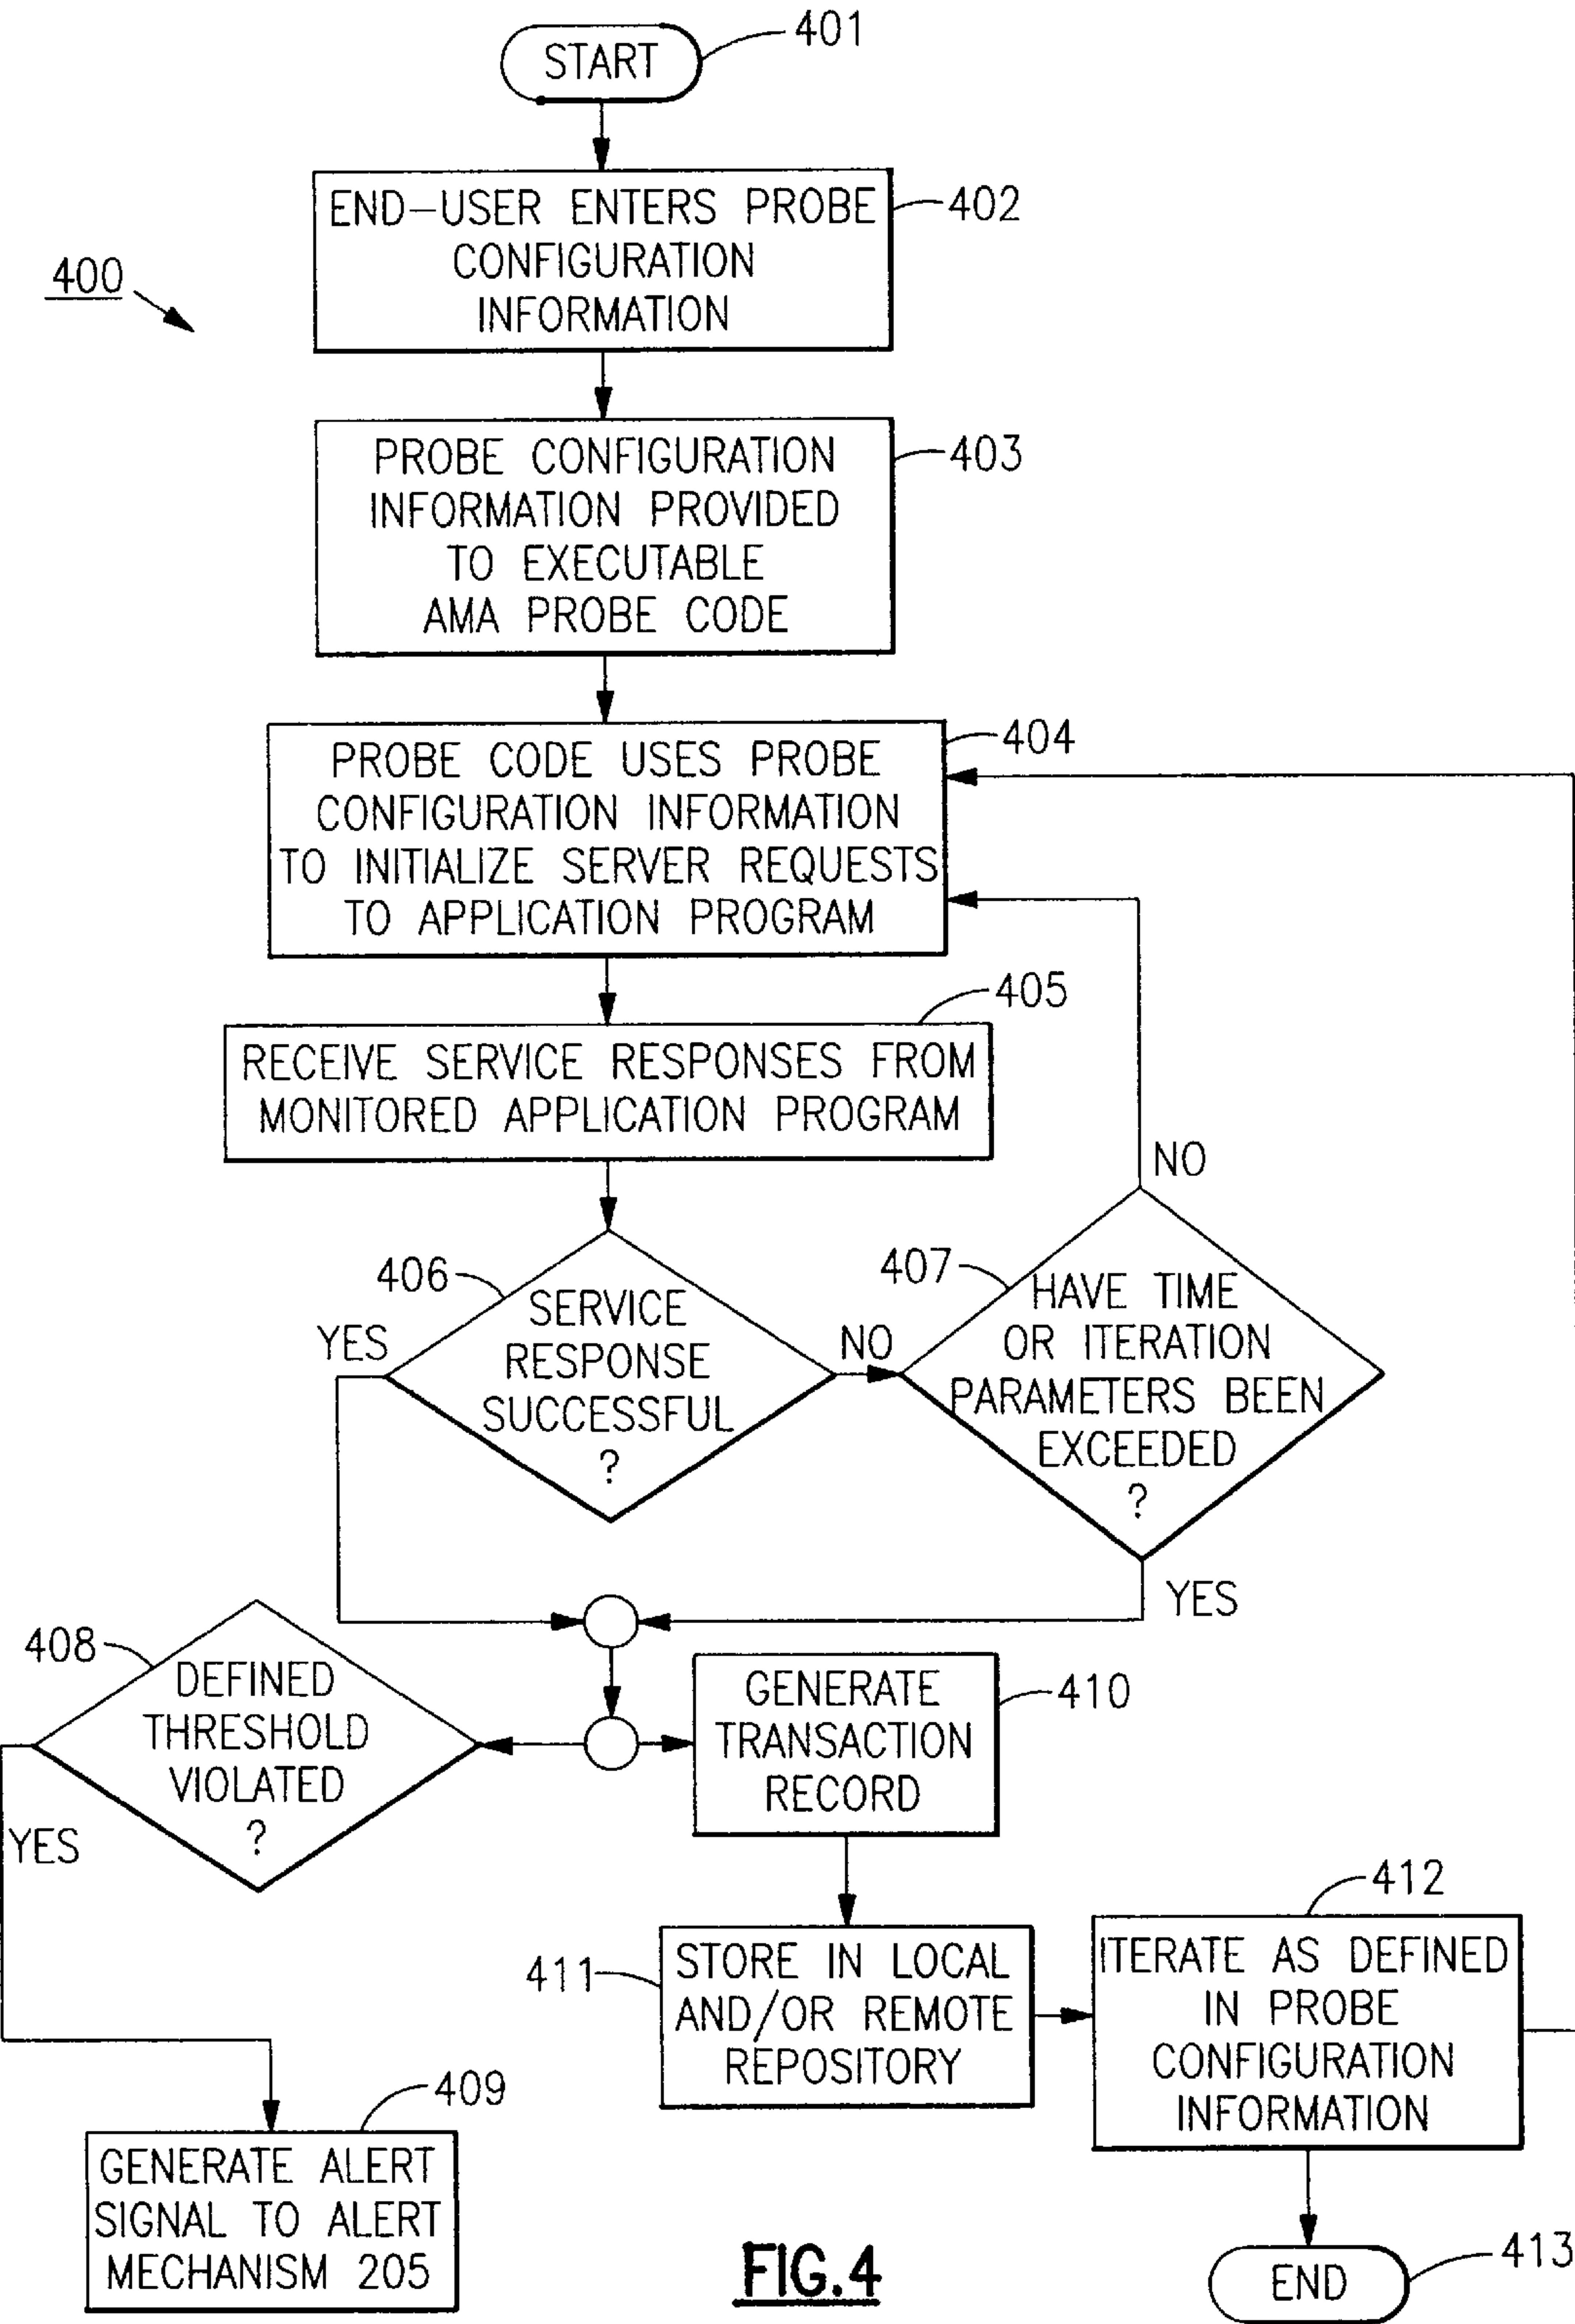 START
401
END-USER ENTERS PROBE
CONFIGURATION
INFORMATION
402
400
PROBE CONFIGURATION
INFORMATION PROVIDED
TO EXECUTABLE
AMA PROBE CODE
403
PROBE CODE USES PROBE
CONFIGURATION INFORMATION
TO INITIALIZE SERVER REQUESTS
TO APPLICATION PROGRAM
404
405
RECEIVE SERVICE RESPONSES FROM
MONITORED APPLICATION PROGRAM
406
SERVICE
RESPONSE
SUCCESSFUL
?
YES
NO
407
HAVE TIME
OR ITERATION
PARAMETERS BEEN
EXCEEDED
?
NO
YES
408
DEFINED
THRESHOLD
VIOLATED
?
YES
GENERATE
TRANSACTION
RECORD
410
411
STORE IN LOCAL
AND/OR REMOTE
REPOSITORY
412
ITERATE AS DEFINED
IN PROBE
CONFIGURATION
INFORMATION
409
GENERATE ALERT
SIGNAL TO ALERT
MECHANISM 205
END
413
FIG.4